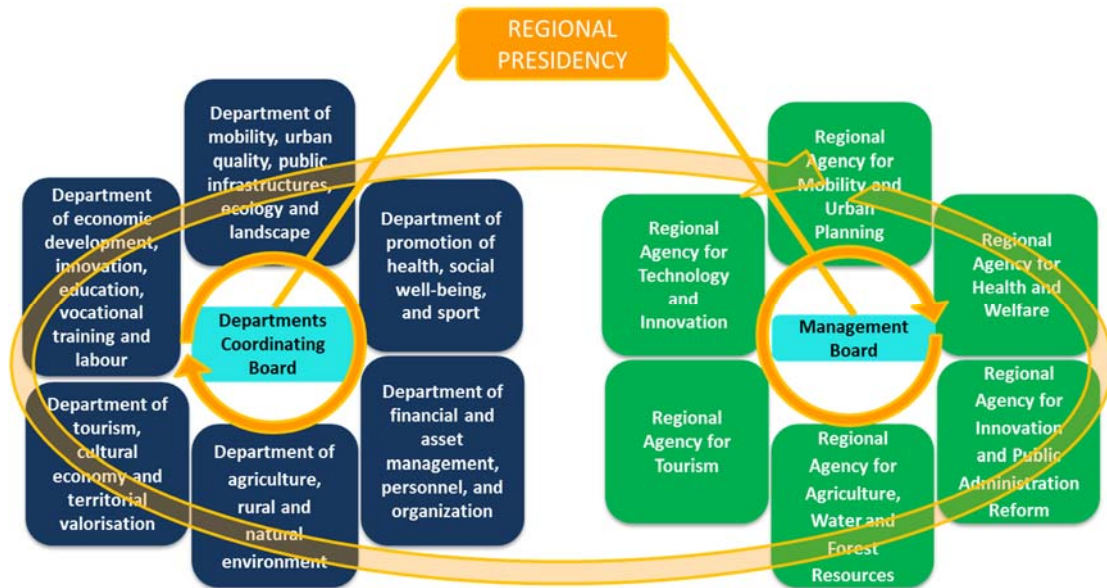 REGIONAL
PRESIDENCY
Department of
mobility, urban
quality, public
infrastructures,
ecology and
landscape
Department
of economic
development,
innovation,
education,
vocational
training and
labour
Department of
promotion of
health, social
well-being,
and sport
Departments
Coordinating
Board
Department of
tourism,
cultural
economy and
territorial
valorisation
Department of
agriculture,
rural and
natural
environment
Department of
financial and
asset
management,
personnel, and
organization
Regional
Agency for
Mobility and
Urban
Planning
Regional
Agency for
Technology
and
Innovation
Regional
Agency for
Health and
Welfare
Management
Board
Regional
Agency for
Tourism
Regional
Agency for
Agriculture,
Water and
Forest
Resources
Regional
Agency for
Innovation
and Public
Administration
Reform